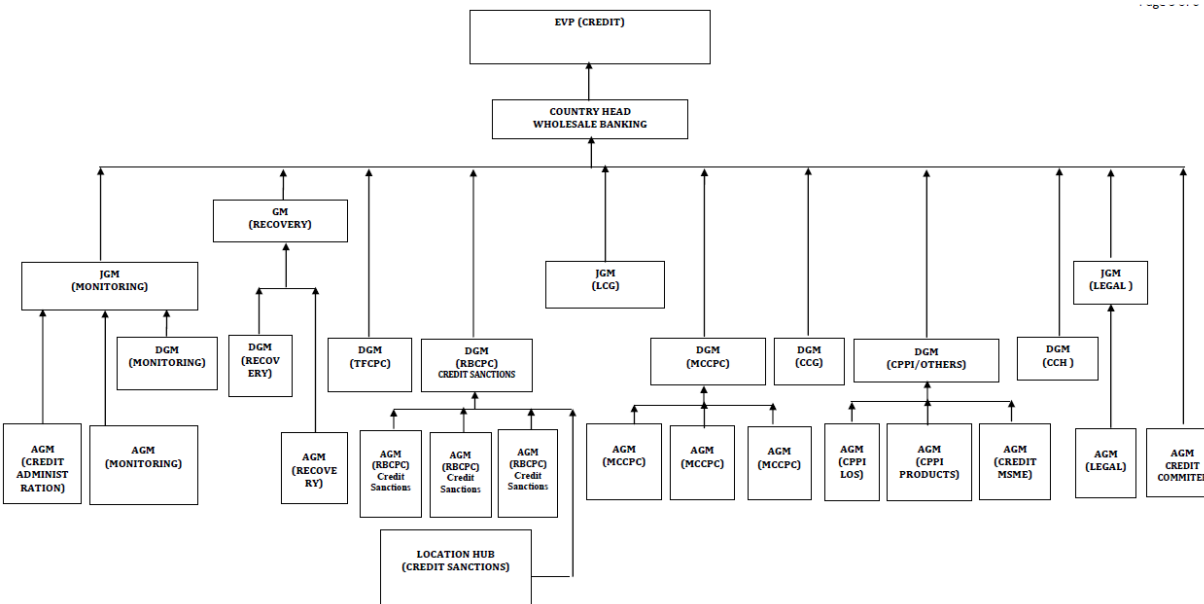 EVP (CREDIT)
COUNTRY HEAD
WHOLESALE BANKING
GM
(RECOVERY)
JGM
(MONITORING)
JGM
(LCG)
JGM
(LEGAL )
DGM
(MONITORING)
DGM
(RECOV
ERY)
DGM
(TFCPC)
DGM
(RBCPC)
CREDIT SANCTIONS
DGM
(MCCPC)
DGM
(CCG)
DGM
(CPPI/OTHERS)
DGM
(CCH )
AGM
(CREDIT
ADMINIST
RATION)
AGM
(MONITORING)
AGM
(RECOVE
RY)
AGM
(RBCPC)
Credit
Sanctions
AGM
(RBCPC)
Credit
Sanctions
AGM
(RBCPC)
Credit
Sanctions
AGM
(MCCPC)
AGM
(MCCPC)
AGM
(MCCPC)
AGM
(CPPI
LOS)
AGM
(CPPI
PRODUCTS)
AGM
(CREDIT
MSME)
AGM
(LEGAL)
AGM
CREDIT
COMMITEE
LOCATION HUB
(CREDIT SANCTIONS)